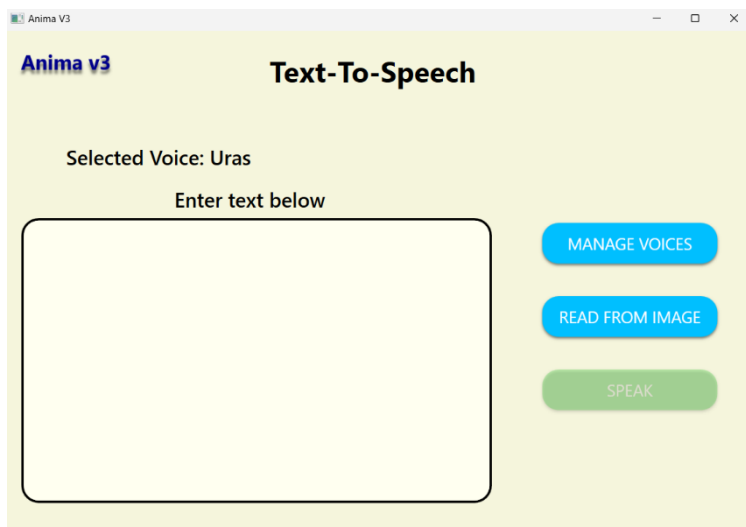 Anima V3
Anima v3
Text-To-Speech
Selected Voice: Uras
Enter text below
MANAGE VOICES
READ FROM IMAGE
SPEAK